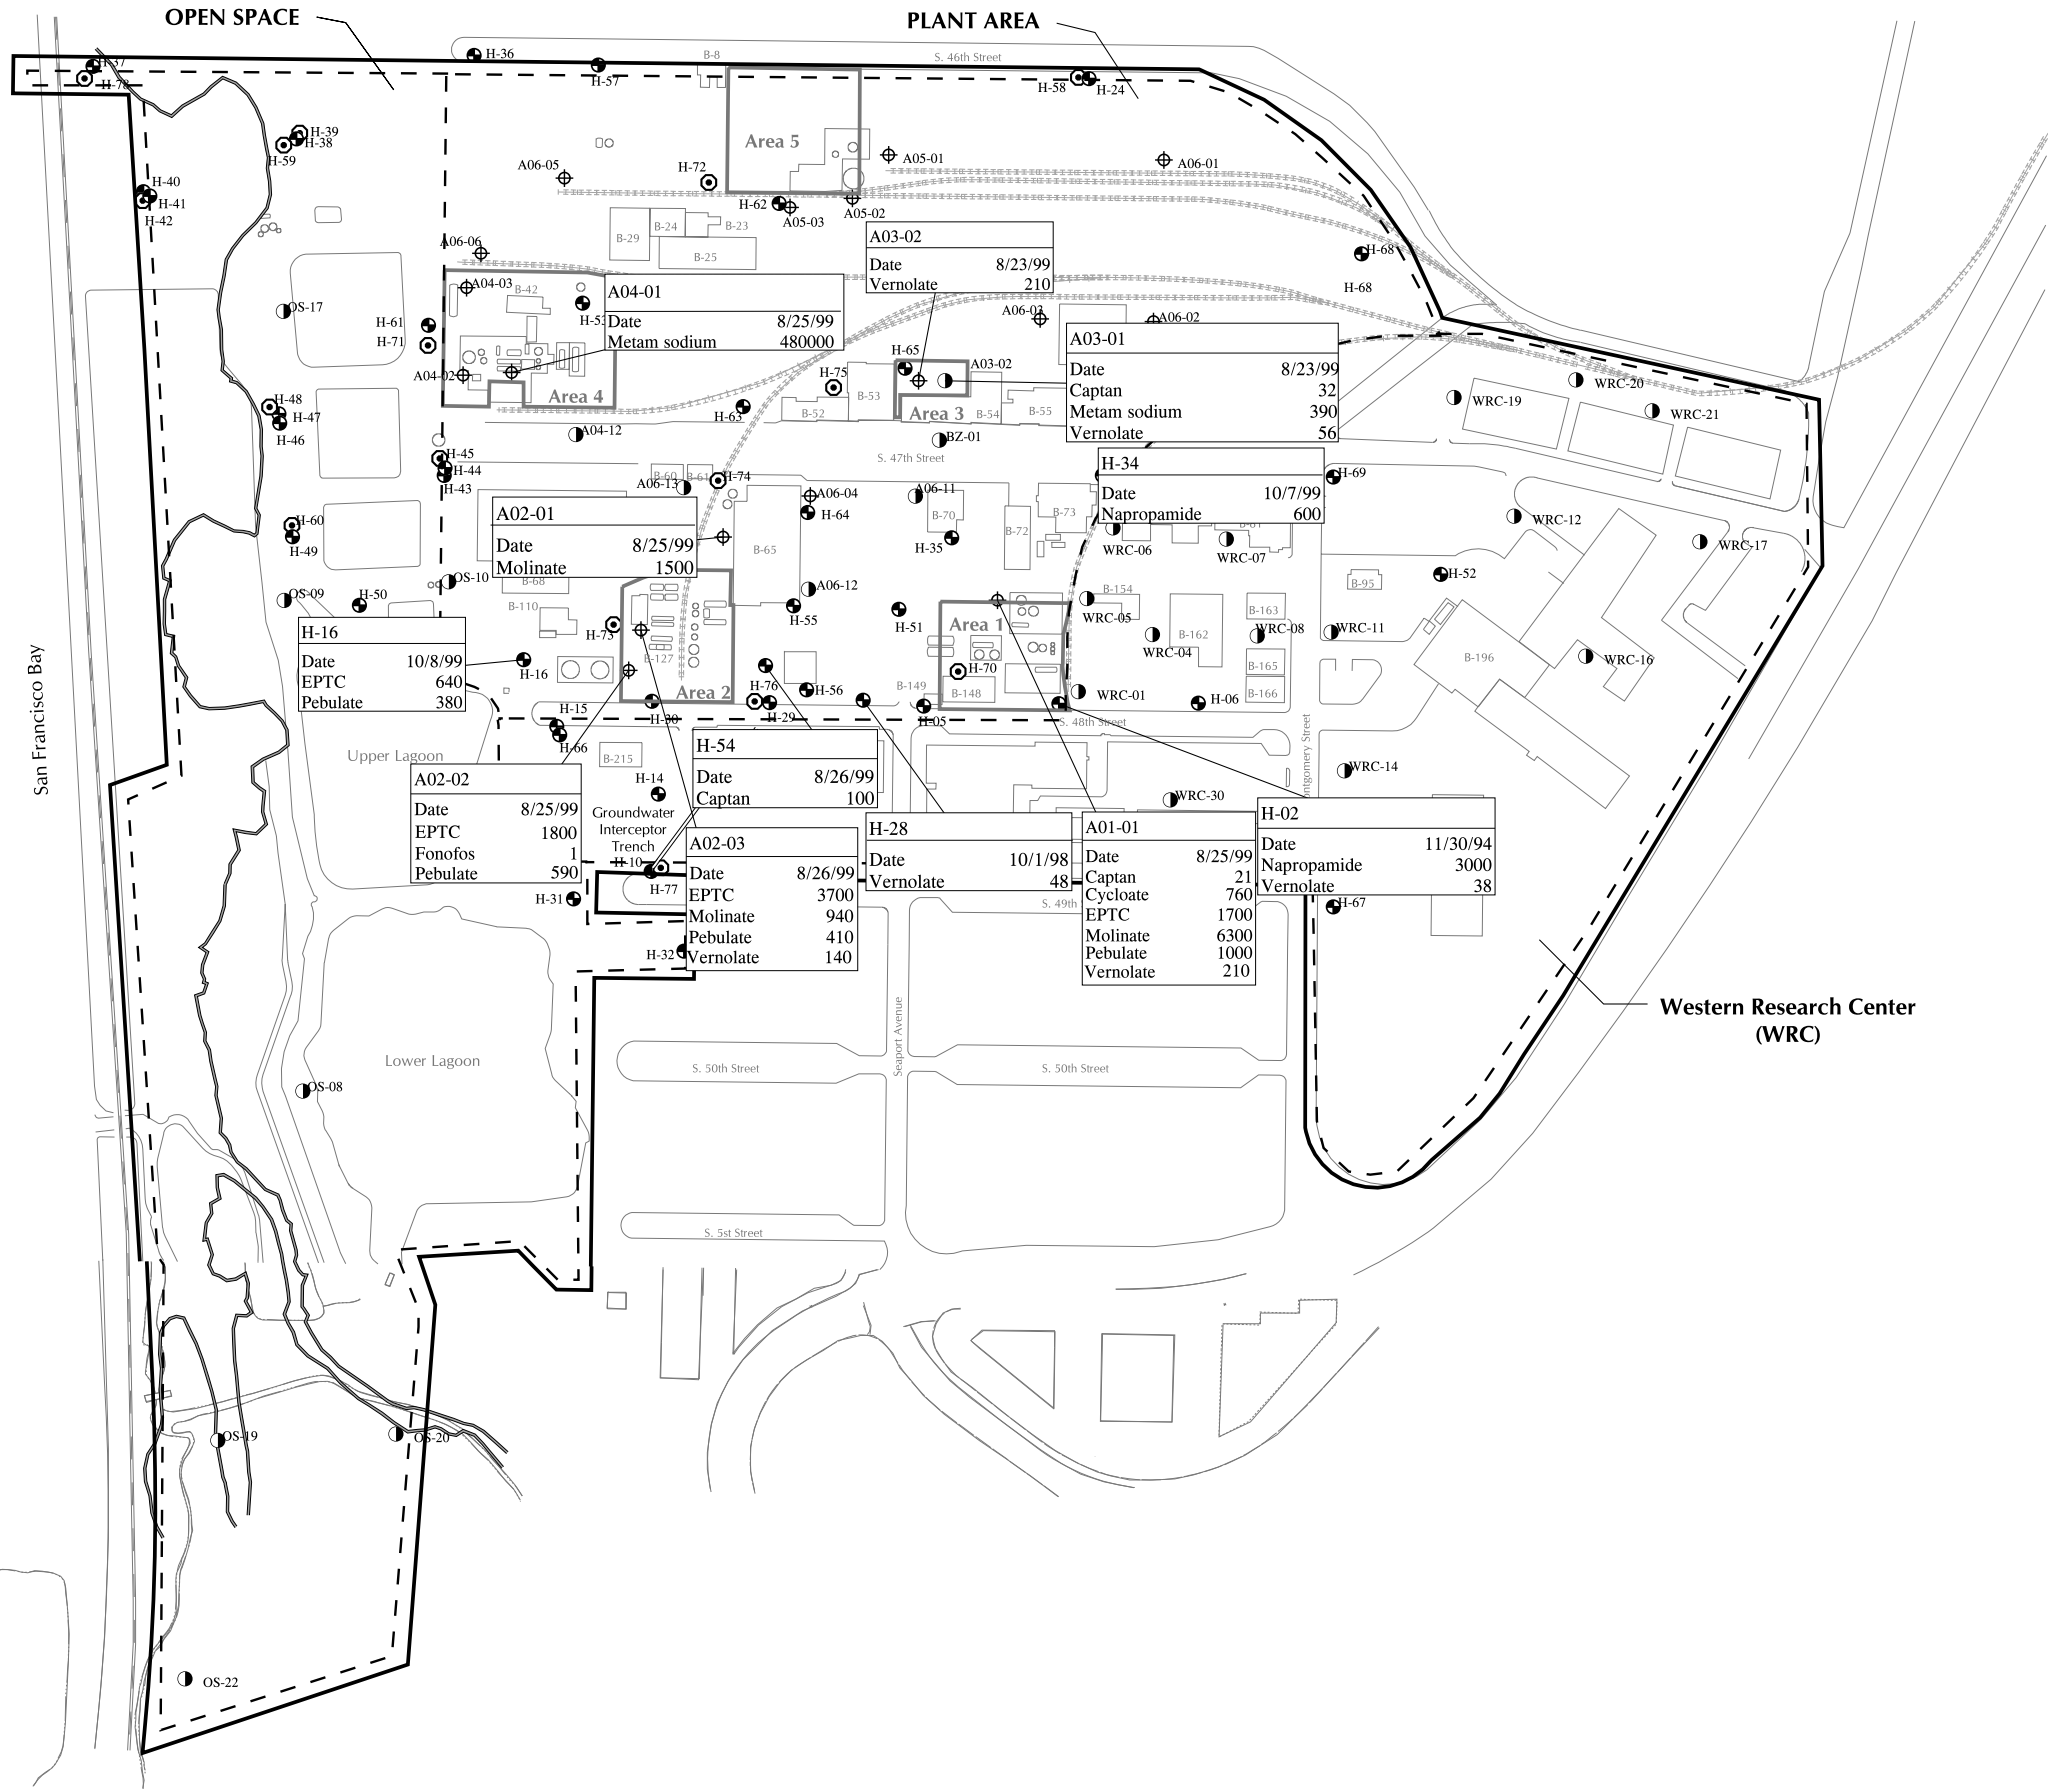 OPEN SPACE
PLANT AREA
H-36
B-8
S. 46th Street
H-37
H-78
H-57
H-58
H-24
H-39
H-38
H-59
Area 5
A06-05
H-72
A05-01
A06-01
H-40
H-41
H-42
H-62
A05-03
A05-02
B-29
B-24
B-23
B-25
A06-06
H-68
H-68
A03-02
Date 8/23/99
Vernolate 210
A04-03
B-42
OS-17
H-61
H-71
A04-01
Date 8/25/99
Metam sodium 480000
A06-02
A03-01
Date 8/23/99
Captan 32
Metam sodium 390
Vernolate 56
H-65
A03-02
H-75
B-53
A04-02
Area 4
H-63
B-52
Area 3
B-54
B-55
WRC-20
WRC-19
WRC-21
H-48
H-47
H-46
A04-12
BZ-01
S. 47th Street
H-45
H-44
H-43
B-60
B-61
H-74
A06-13
H-34
Date 10/7/99
Napropamide 600
H-69
A06-04
H-64
A06-11
B-70
B-73
B-72
H-35
WRC-06
WRC-07
WRC-12
WRC-17
H-60
H-49
A02-01
Date 8/25/99
Molinate 1500
B-65
OS-10
B-68
OS-09
H-50
B-110
A06-12
H-55
H-51
H-52
B-95
B-154
WRC-05
B-163
Area 1
H-73
B-127
WRC-04
B-162
WRC-08
WRC-11
B-196
WRC-16
H-16
Date 10/8/99
EPTC 640
Pebulate 380
H-16
H-70
B-165
B-166
Area 2
H-76
H-56
B-149
B-148
WRC-01
H-06
H-15
H-30
H-29
H-05
S. 48th Street
H-66
Upper Lagoon
B-215
H-14
H-54
Date 8/26/99
Captan 100
WRC-14
WRC-30
San Francisco Bay
A02-02
Date 8/25/99
EPTC 1800
Fonofos 1
Pebulate 590
Groundwater
Interceptor
Trench
H-10
H-77
H-31
H-32
A02-03
Date 8/26/99
EPTC 3700
Molinate 940
Pebulate 410
Vernolate 140
H-28
Date 10/1/98
Vernolate 48
S. 49th
A01-01
Date 8/25/99
Captan 21
Cycloate 760
EPTC 1700
Molinate 6300
Pebulate 1000
Vernolate 210
H-02
Date 11/30/94
Napropamide 3000
Vernolate 38
H-67
Western Research Center
(WRC)
Lower Lagoon
OS-08
Seaport Avenue
S. 50th Street
S. 50th Street
S. 5st Street
OS-19
OS-20
OS-22